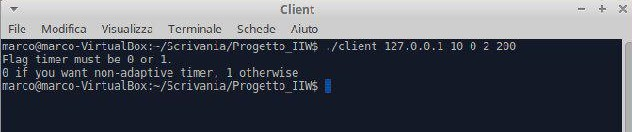 Client
File Modifica Visualizza Terminale Schede Aiuto
marco@marco-VirtualBox:~/Scrivania/Progetto_IIW$ ./client 127.0.0.1 10 0 2 200
Flag timer must be 0 or 1.
0 if you want non-adaptive timer, 1 otherwise
marco@marco-VirtualBox:~/Scrivania/Progetto_IIW$